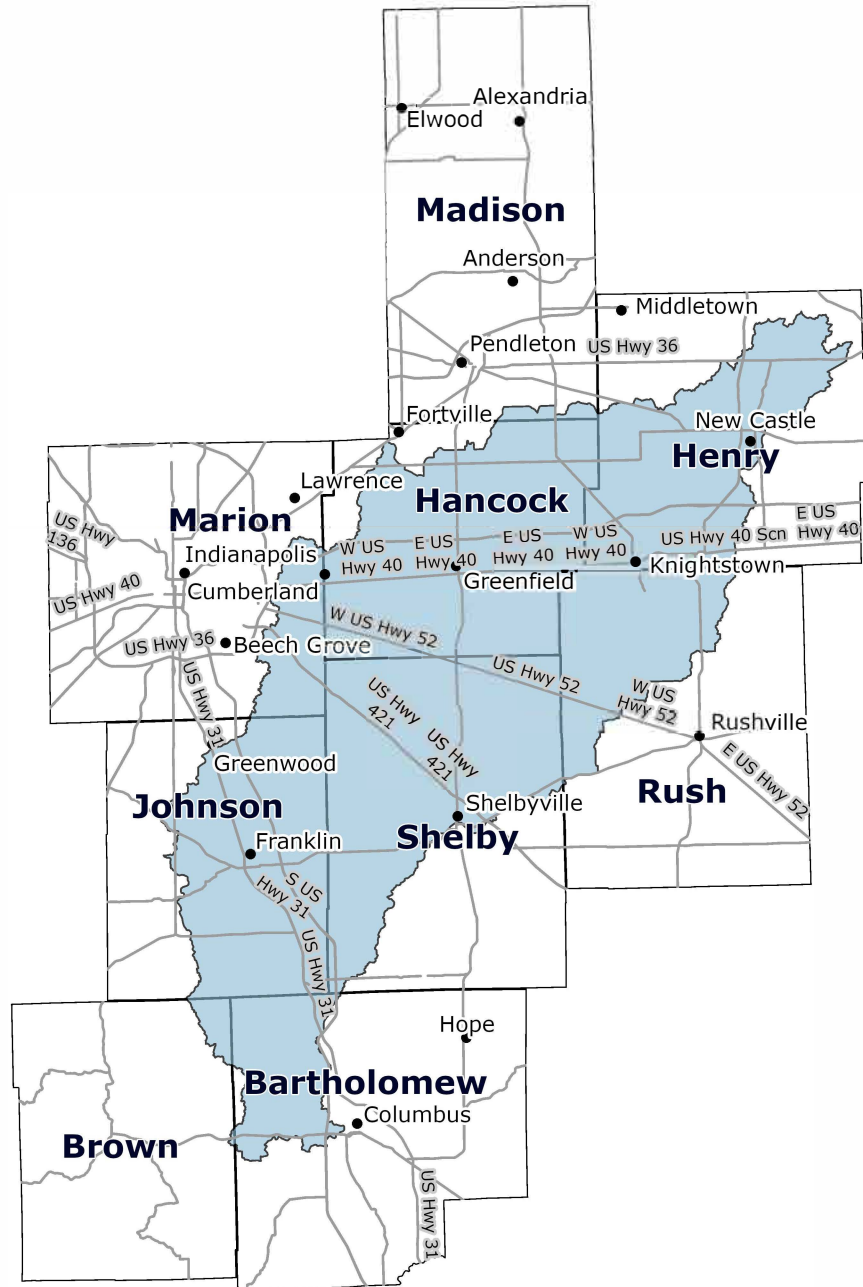 Alexandria
Elwood
Madison
Anderson
Middletown
Pendleton
US Hwy 36
Fortville
New Castle
Henry
Lawrence
Hancock
Marion
US Hwy
136
E US
Hwy 40
W US
Hwy 40
E US
Hwy 40
E US
Hwy 40
W US
Hwy 40
US Hwy 40 Scn
Indianapolis
Knightstown
Greenfield
US Hwy 40
Cumberland
W US Hwy 52
US Hwy 36
Beech Grove
US Hwy 52
W US
Hwy 52
US Hwy 31
US Hwy
421
US Hwy
421
Rushville
E US Hwy 52
Greenwood
Johnson
Rush
Shelbyville
Shelby
Franklin
S US
Hwy 31
US Hwy 31
Hope
Bartholomew
Columbus
Brown
US Hwy 31